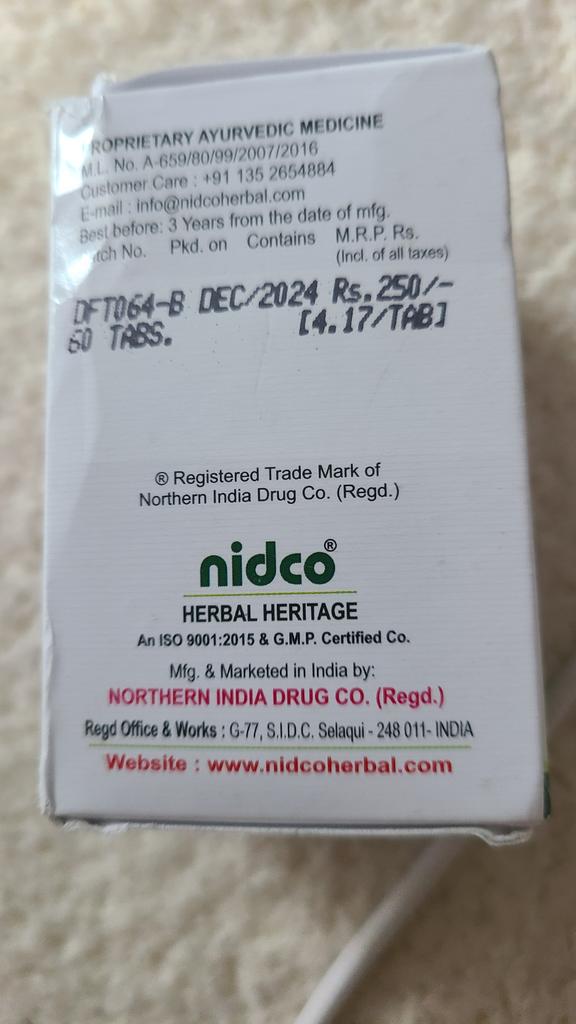 ROPRIETARY AYURVEDIC MEDICINE
M.L. No. A-659/80/99/2007/2016
Customer Care : +91 135 2654884
E-mail : info@nidcoherbal.com
Best before: 3 Years from the date of mfg.
tch No. Pkd. on Contains M.R.P. Rs.
(Incl. of all taxes)
DFT064-B DEC/2024 Rs.250/-
60 TABS. [4.17/TAB]
® Registered Trade Mark of
Northern India Drug Co. (Regd.)
nidco®
HERBAL HERITAGE
An ISO 9001:2015 & G.M.P. Certified Co.
Mfg. & Marketed in India by:
NORTHERN INDIA DRUG CO. (Regd.)
Regd Office & Works : G-77, S.I.D.C. Selaqui - 248 011- INDIA
Website : www.nidcoherbal.com